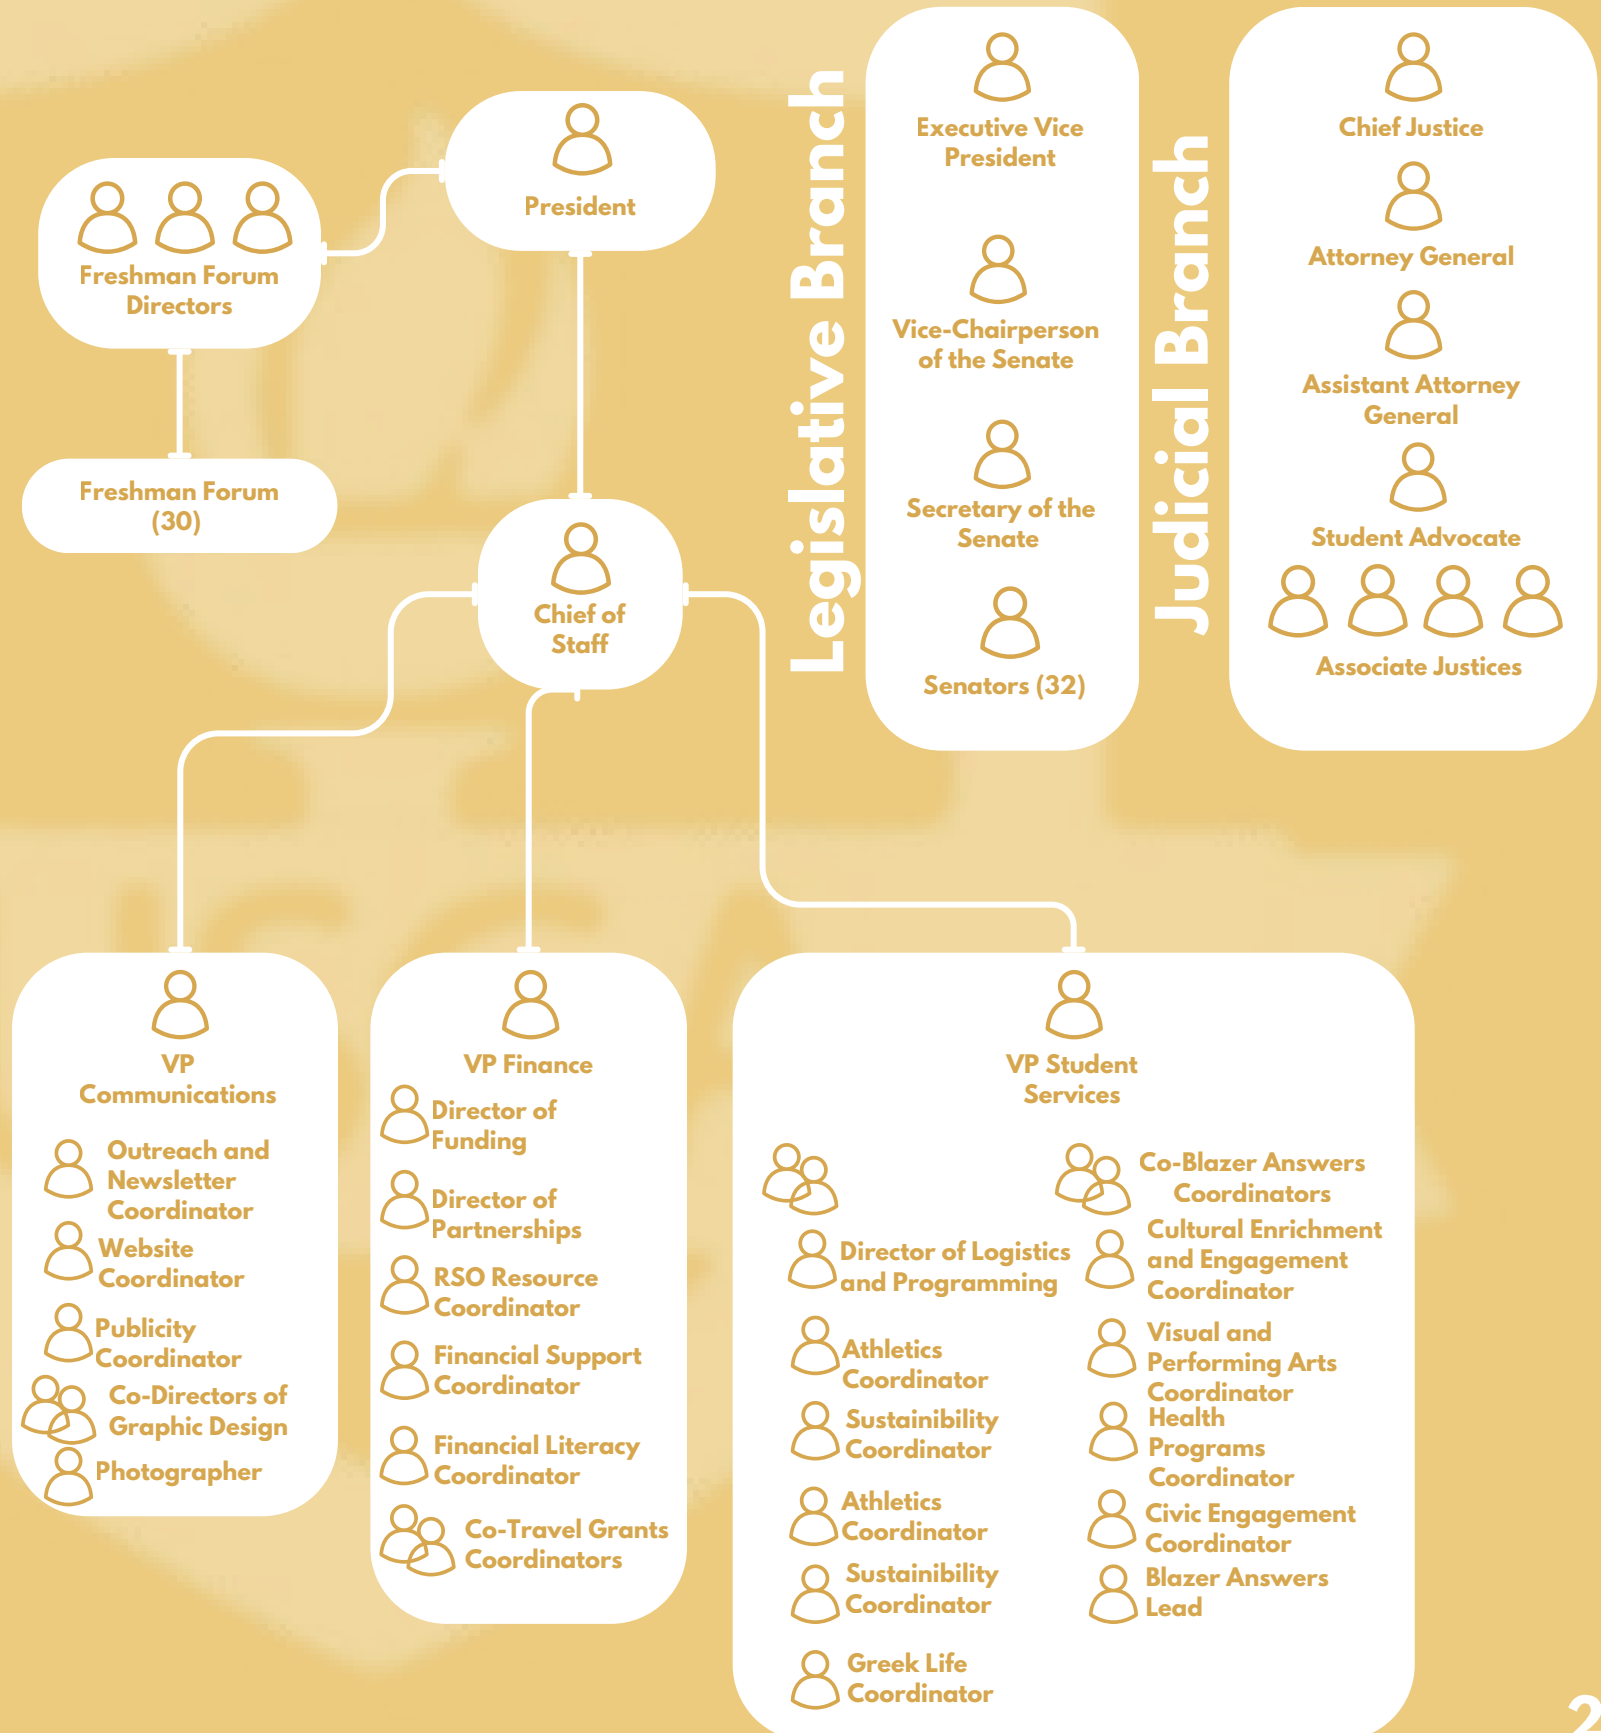 President
Freshman Forum
Directors
Freshman Forum
(30)
Chief of
Staff
Legislative Branch
Executive Vice
President
Vice-Chairperson
of the Senate
Secretary of the
Senate
Senators (32)
Judicial Branch
Chief Justice
Attorney General
Assistant Attorney
General
Student Advocate
Associate Justices
VP
Communications
Outreach and
Newsletter
Coordinator
Website
Coordinator
Publicity
Coordinator
Co-Directors of
Graphic Design
Photographer
VP Finance
Director of
Funding
Director of
Partnerships
RSO Resource
Coordinator
Financial Support
Coordinator
Financial Literacy
Coordinator
Co-Travel Grants
Coordinators
VP Student
Services
Director of Logistics
and Programming
Athletics
Coordinator
Sustainibility
Coordinator
Athletics
Coordinator
Sustainibility
Coordinator
Greek Life
Coordinator
Co-Blazer Answers
Coordinators
Cultural Enrichment
and Engagement
Coordinator
Visual and
Performing Arts
Coordinator
Health
Programs
Coordinator
Civic Engagement
Coordinator
Blazer Answers
Lead
2